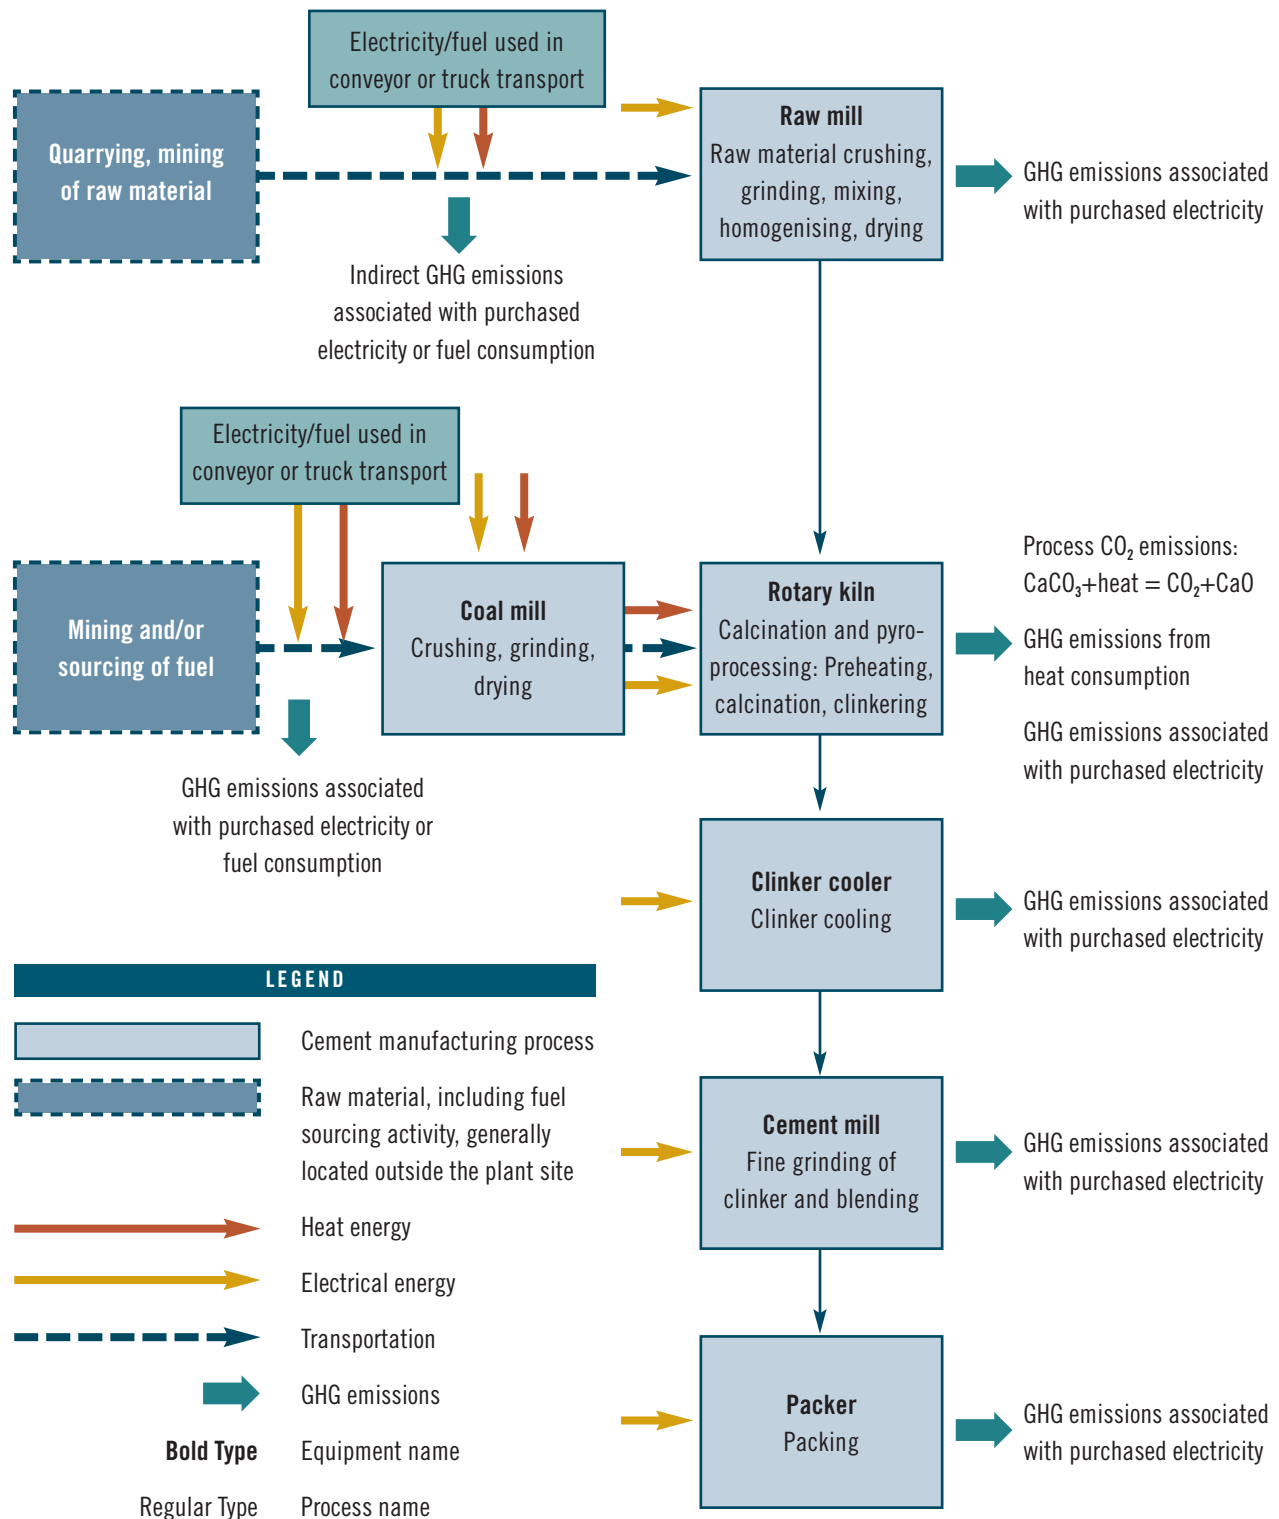 Electricity/fuel used in
conveyor or truck transport
Quarrying, mining
of raw material
Raw mill
Raw material crushing,
grinding, mixing,
homogenising, drying
GHG emissions associated
with purchased electricity
Indirect GHG emissions
associated with purchased
electricity or fuel consumption
Electricity/fuel used in
conveyor or truck transport
Mining and/or
sourcing of fuel
Coal mill
Crushing, grinding,
drying
Rotary kiln
Calcination and pyro-
processing: Preheating,
calcination, clinkering
Process CO₂ emissions:
CaCO₃+heat = CO₂+CaO
GHG emissions from
heat consumption
GHG emissions associated
with purchased electricity
GHG emissions associated
with purchased electricity or
fuel consumption
Clinker cooler
Clinker cooling
GHG emissions associated
with purchased electricity
Cement mill
Fine grinding of
clinker and blending
GHG emissions associated
with purchased electricity
Packer
Packing
GHG emissions associated
with purchased electricity
LEGEND
Cement manufacturing process
Raw material, including fuel
sourcing activity, generally
located outside the plant site
Heat energy
Electrical energy
Transportation
GHG emissions
Bold Type Equipment name
Regular Type Process name